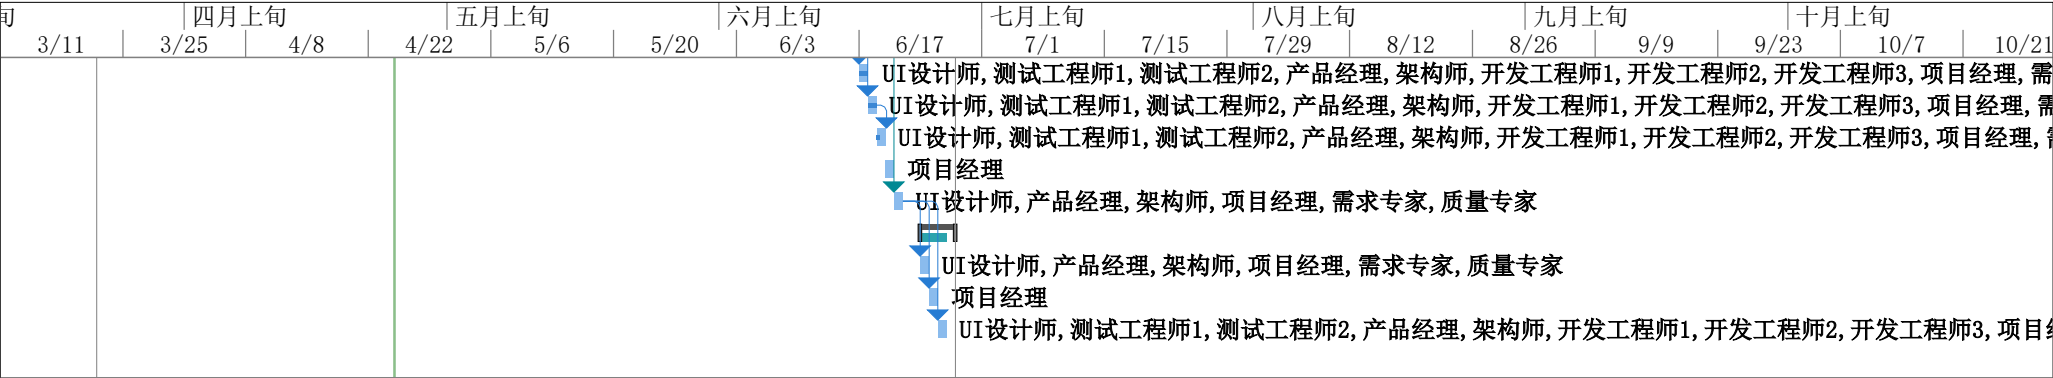 旬 四月上旬 五月上旬 六月上旬 七月上旬 八月上旬 九月上旬 十月上旬
3/11 3/25 4/8 4/22 5/6 5/20 6/3 6/17 7/1 7/15 7/29 8/12 8/26 9/9 9/23 10/7 10/21
UI设计师,测试工程师1,测试工程师2,产品经理,架构师,开发工程师1,开发工程师2,开发工程师3,项目经理,需
UI设计师,测试工程师1,测试工程师2,产品经理,架构师,开发工程师1,开发工程师2,开发工程师3,项目经理,需
UI设计师,测试工程师1,测试工程师2,产品经理,架构师,开发工程师1,开发工程师2,开发工程师3,项目经理,
项目经理
UI设计师,产品经理,架构师,项目经理,需求专家,质量专家
UI设计师,产品经理,架构师,项目经理,需求专家,质量专家
项目经理
UI设计师,测试工程师1,测试工程师2,产品经理,架构师,开发工程师1,开发工程师2,开发工程师3,项目